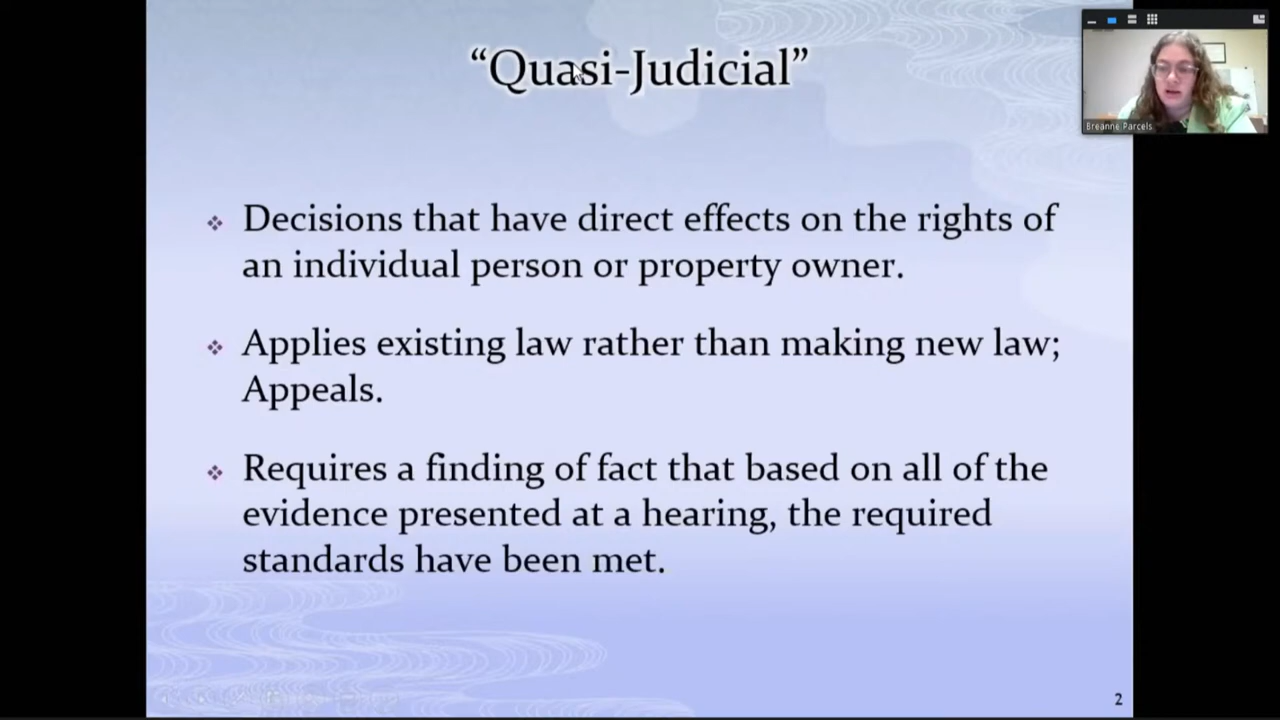 “Quasi-Judicial”
Breanne Parcels
Decisions that have direct effects on the rights of
an individual person or property owner.
Applies existing law rather than making new law;
Appeals.
Requires a finding of fact that based on all of the
evidence presented at a hearing, the required
standards have been met.
2